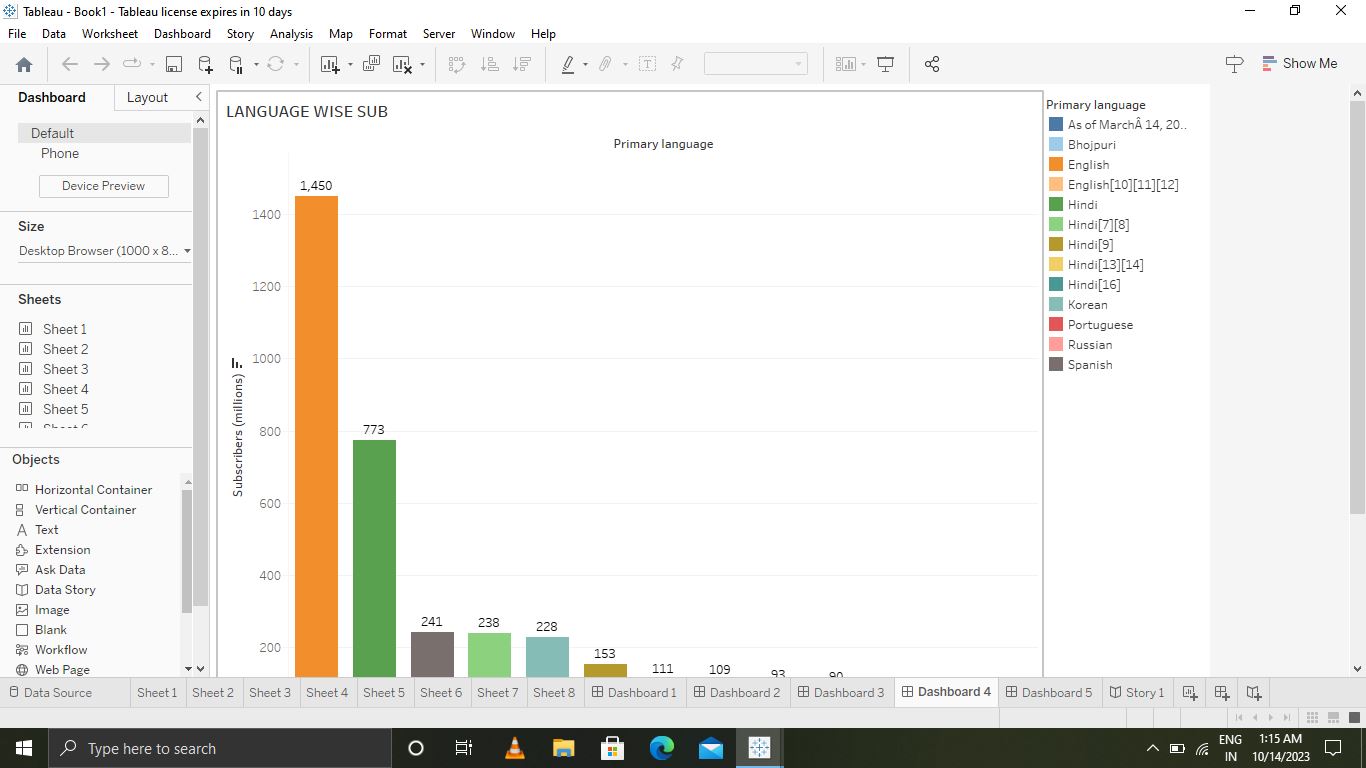 Tableau - Book1 - Tableau license expires in 10 days
File Data Worksheet Dashboard Story Analysis Map Format Server Window Help
Show Me
Dashboard Layout
Default
Phone
Device Preview
Size
Desktop Browser (1000 x 8...
Sheets
Sheet 1
Sheet 2
Sheet 3
Sheet 4
Sheet 5
Objects
Horizontal Container
Vertical Container
Text
Extension
Ask Data
Data Story
Image
Blank
Workflow
Web Page
LANGUAGE WISE SUB
Primary language
Subscribers (millions)
1400
1200
1000
800
600
400
200
1,450
773
241
238
228
153
111
109
93
90
Primary language
As of MarchÂ 14, 20..
Bhojpuri
English
English[10][11][12]
Hindi
Hindi[7][8]
Hindi[9]
Hindi[13][14]
Hindi[16]
Korean
Portuguese
Russian
Spanish
Data Source Sheet 1 Sheet 2 Sheet 3 Sheet 4 Sheet 5 Sheet 6 Sheet 7 Sheet 8 Dashboard 1 Dashboard 2 Dashboard 3 Dashboard 4 Dashboard 5 Story 1
Type here to search
ENG
IN
1:15 AM
10/14/2023